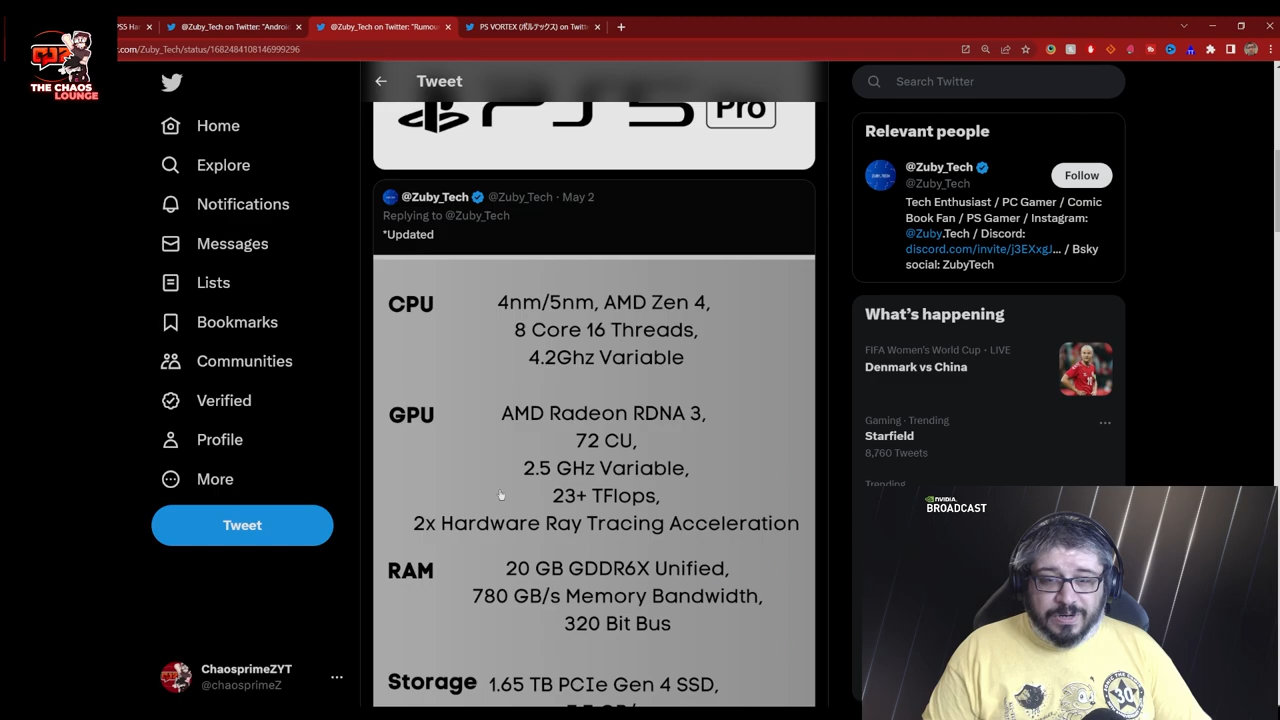 THE CHAOS
LOUNGE
@Zuby_Tech on Twitter: "Android
@Zuby_Tech on Twitter: "Rumou
PS VORTEX (ボルテックス) on Twitt
.com/Zuby_Tech/status/1682484108146999296
Home
Explore
Notifications
Messages
Lists
Bookmarks
Communities
Verified
Profile
More
Tweet
ChaosprimeZYT
@chaosprimeZ
Tweet
PS5 Pro
@Zuby_Tech @Zuby_Tech · May 2
Replying to @Zuby_Tech
*Updated
CPU 4nm/5nm, AMD Zen 4,
8 Core 16 Threads,
4.2Ghz Variable
GPU AMD Radeon RDNA 3,
72 CU,
2.5 GHz Variable,
23+ TFlops,
2x Hardware Ray Tracing Acceleration
RAM 20 GB GDDR6X Unified,
780 GB/s Memory Bandwidth,
320 Bit Bus
Storage 1.65 TB PCIe Gen 4 SSD,
Search Twitter
Relevant people
@Zuby_Tech
@Zuby_Tech
Follow
Tech Enthusiast / PC Gamer / Comic
Book Fan / PS Gamer / Instagram:
@Zuby.Tech / Discord:
discord.com/invite/j3EXxgJ... / Bsky
social: ZubyTech
What's happening
FIFA Women's World Cup · LIVE
Denmark vs China
Gaming · Trending
Starfield
8,760 Tweets
Trending
NVIDIA.
BROADCAST
30